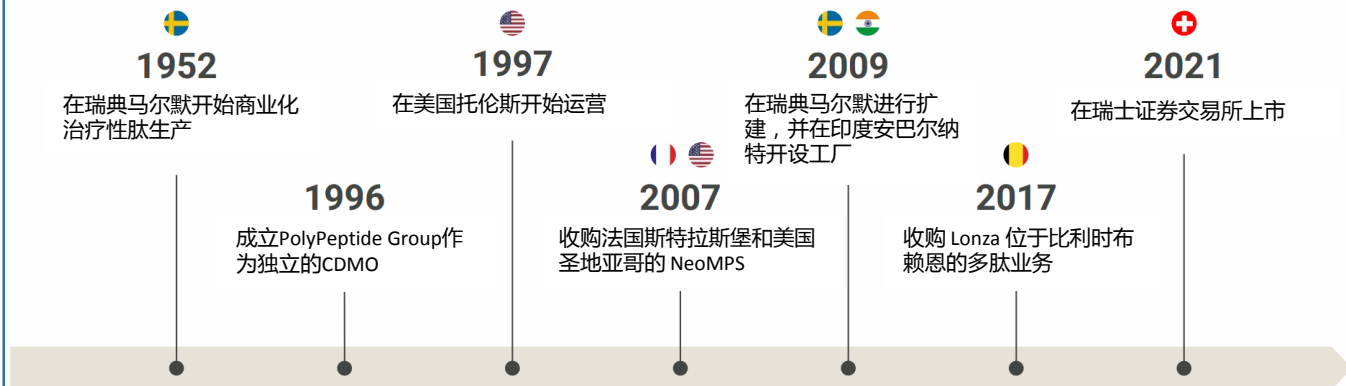 1952
在瑞典马尔默开始商业化
治疗性肽生产
1996
成立PolyPeptide Group作
为独立的CDMO
1997
在美国托伦斯开始运营
2007
收购法国斯特拉斯堡和美国
圣地亚哥的 NeoMPS
2009
在瑞典马尔默进行扩
建，并在印度安巴尔纳
特开设工厂
2017
收购 Lonza 位于比利时布
赖恩的多肽业务
2021
在瑞士证券交易所上市